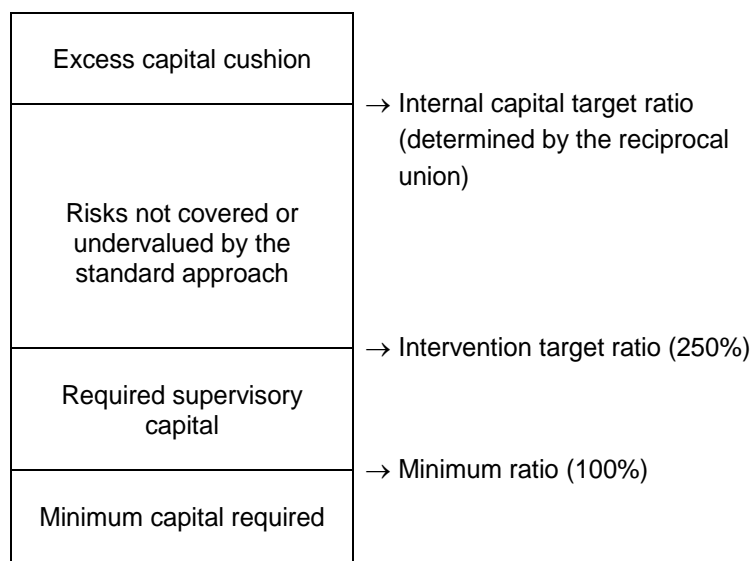 Excess capital cushion
→ Internal capital target ratio
(determined by the reciprocal
union)
Risks not covered or
undervalued by the
standard approach
→ Intervention target ratio (250%)
Required supervisory
capital
→ Minimum ratio (100%)
Minimum capital required